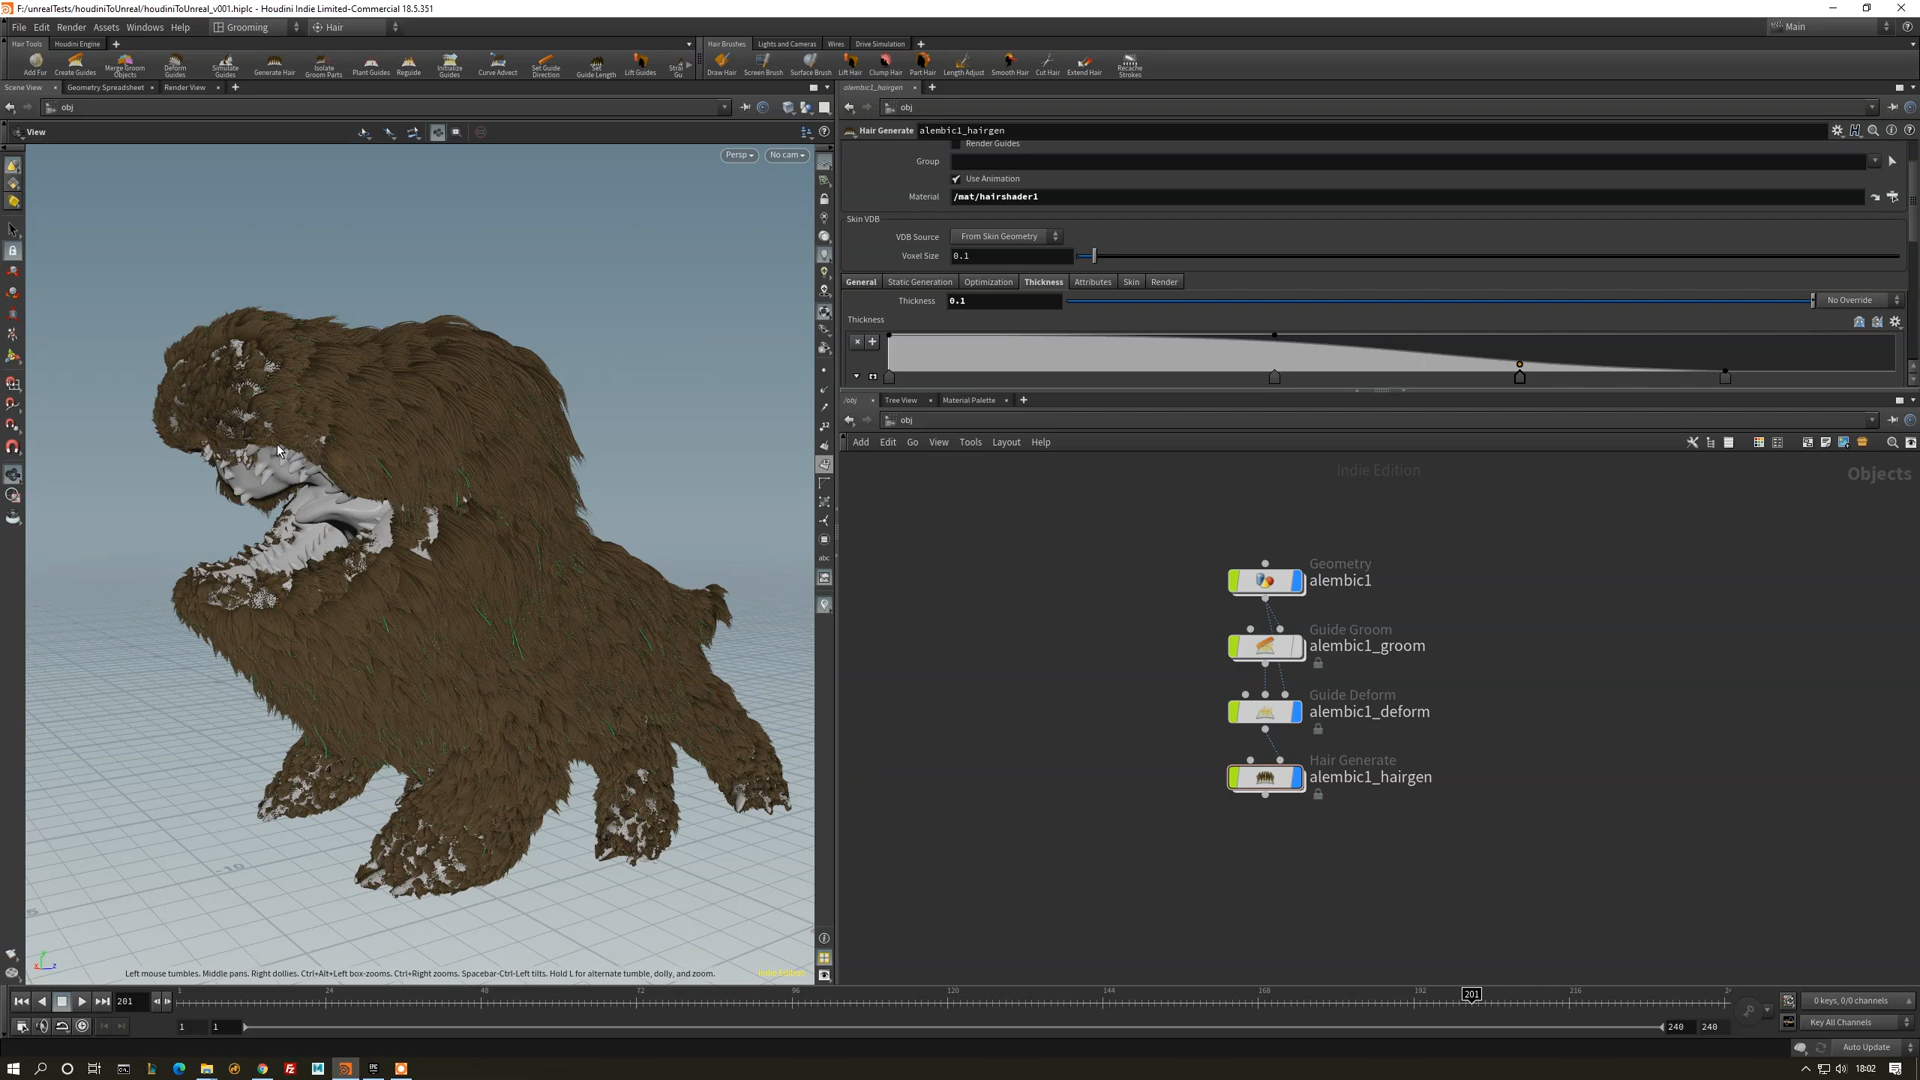 F:/unrealTests/houdiniToUnreal/houdiniToUnreal_v001.hiplc - Houdini Indie Limited-Commercial 18.5.351
File Edit Render Assets Windows Help Grooming Hair Main
Hair Tools Houdini Engine
Add Fur Create Guides Merge Groom Objects Deform Guides Simulate Guides Generate Hair Isolate Groom Parts Plant Guides Reguide Initialize Guides Curve Advect Set Guide Direction Set Guide Length Lift Guides
Hair Brushes Lights and Cameras Wires Drive Simulation
Draw Hair Screen Brush Surface Brush Lift Hair Clump Hair Part Hair Length Adjust Smooth Hair Cut Hair Extend Hair Recache Strokes
Scene View Geometry Spreadsheet Render View
obj
View
Persp No cam
alembic1_hairgen
obj
Hair Generate alembic1_hairgen
Render Guides
Group
Use Animation
Material /mat/hairshader1
Skin VDB
VDB Source From Skin Geometry
Voxel Size 0.1
General Static Generation Optimization Thickness Attributes Skin Render
Thickness 0.1 No Override
Thickness
/obj Tree View Material Palette
obj
Add Edit Go View Tools Layout Help
Indie Edition
Objects
Geometry
alembic1
Guide Groom
alembic1_groom
Guide Deform
alembic1_deform
Hair Generate
alembic1_hairgen
abc
-10
Left mouse tumbles. Middle pans. Right dollies. Ctrl+Alt+Left box-zooms. Ctrl+Right zooms. Spacebar-Ctrl-Left tilts. Hold L for alternate tumble, dolly, and zoom.
Indie Edition
201 1 24 48 72 96 120 144 168 192 201 216
0 keys, 0/0 channels
1 1 240 240
Key All Channels
Auto Update
18:02